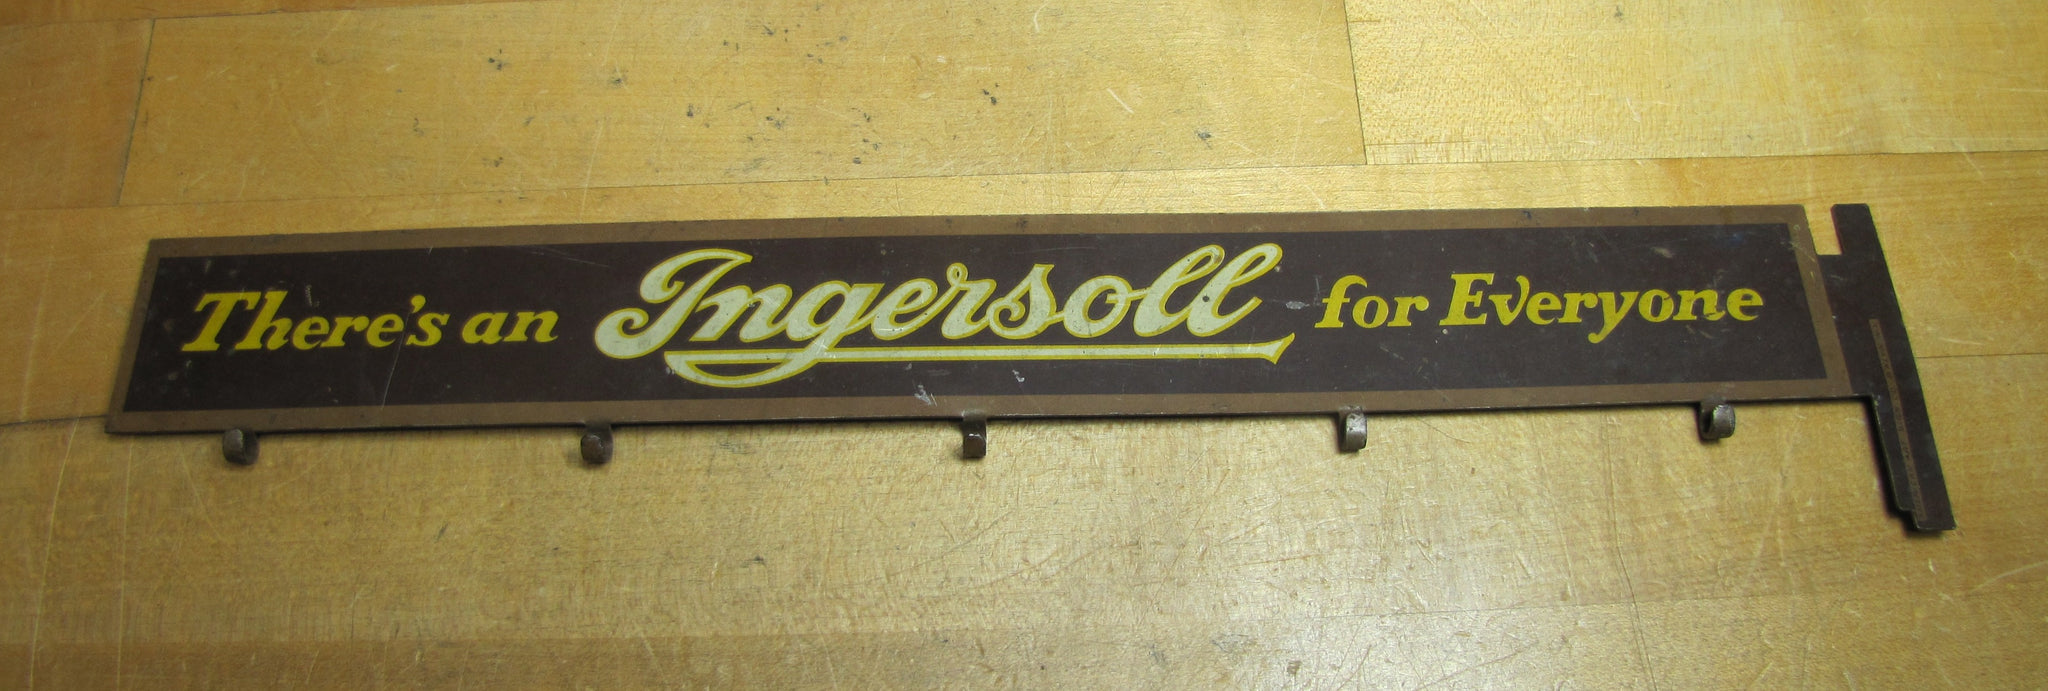 There's an Ingersoll for Everyone